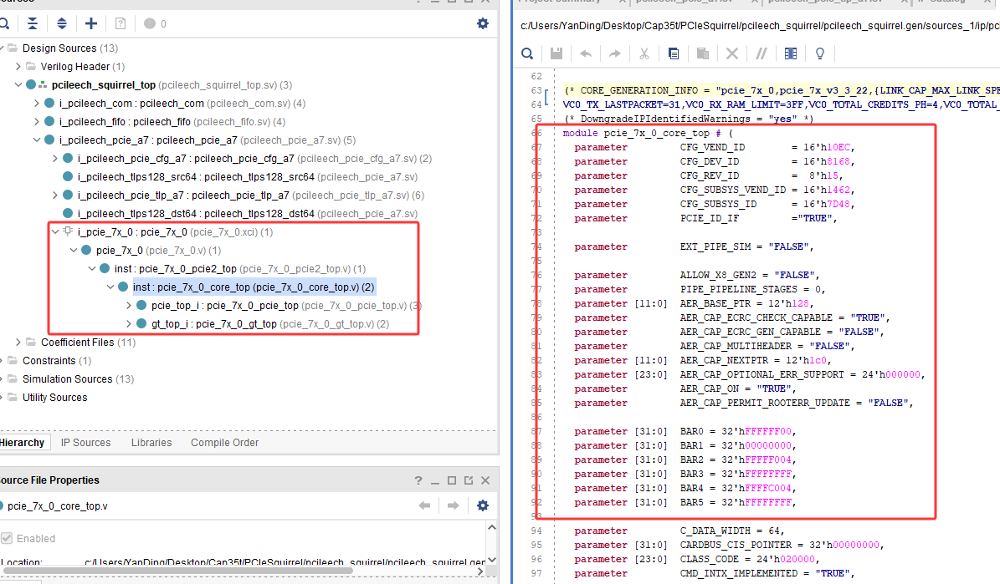 Design Sources (13)
Verilog Header (1)
pcileech_squirrel_top (pcileech_squirrel_top.sv) (3)
i_pcileech_com : pcileech_com (pcileech_com.sv) (4)
i_pcileech_fifo : pcileech_fifo (pcileech_fifo.sv) (4)
i_pcileech_pcie_a7 : pcileech_pcie_a7 (pcileech_pcie_a7.sv) (5)
i_pcileech_pcie_cfg_a7 : pcileech_pcie_cfg_a7 (pcileech_pcie_cfg_a7.sv) (2)
i_pcileech_tlps128_src64 : pcileech_tlps128_src64 (pcileech_pcie_a7.sv)
i_pcileech_pcie_tlp_a7 : pcileech_pcie_tlp_a7 (pcileech_pcie_tlp_a7.sv) (6)
i_pcileech_tlps128_dst64 : pcileech_tlps128_dst64 (pcileech_pcie_a7.sv)
i_pcie_7x_0 : pcie_7x_0 (pcie_7x_0.xci) (1)
pcie_7x_0 (pcie_7x_0.v) (1)
inst : pcie_7x_0_pcie2_top (pcie_7x_0_pcie2_top.v) (1)
inst : pcie_7x_0_core_top (pcie_7x_0_core_top.v) (2)
pcie_top_i : pcie_7x_0_pcie_top (pcie_7x_0_pcie_top.v) (3)
gt_top_i : pcie_7x_0_gt_top (pcie_7x_0_gt_top.v) (2)
Coefficient Files (11)
Constraints (1)
Simulation Sources (13)
Utility Sources
Hierarchy IP Sources Libraries Compile Order
ource File Properties
pcie_7x_0_core_top.v
Enabled
Location: c:/Users/YanDing/Desktop/Cap35t/PCIeSquirrel/pcileech_squirrel/pcileech_squirrel.gen
c:/Users/YanDing/Desktop/Cap35t/PCIeSquirrel/pcileech_squirrel/pcileech_squirrel.gen/sources_1/ip/pc
62
63 (* CORE_GENERATION_INFO = "pcie_7x_0,pcie_7x_v3_3_22,{LINK_CAP_MAX_LINK_SPE
64 VC0_TX_LASTPACKET=31,VC0_RX_RAM_LIMIT=3FF,VC0_TOTAL_CREDITS_PH=4,VC0_TOTAL_
65 (* DowngradeIPIdentifiedWarnings = "yes" *)
66 module pcie_7x_0_core_top # (
67 parameter CFG_VEND_ID = 16'h10EC,
68 parameter CFG_DEV_ID = 16'h8168,
69 parameter CFG_REV_ID = 8'h15,
70 parameter CFG_SUBSYS_VEND_ID = 16'h1462,
71 parameter CFG_SUBSYS_ID = 16'h7D48,
72 parameter PCIE_ID_IF ="TRUE",
73
74 parameter EXT_PIPE_SIM = "FALSE",
75
76 parameter ALLOW_X8_GEN2 = "FALSE",
77 parameter PIPE_PIPELINE_STAGES = 0,
78 parameter [11:0] AER_BASE_PTR = 12'h128,
79 parameter AER_CAP_ECRC_CHECK_CAPABLE = "TRUE",
80 parameter AER_CAP_ECRC_GEN_CAPABLE = "FALSE",
81 parameter AER_CAP_MULTIHEADER = "FALSE",
82 parameter [11:0] AER_CAP_NEXTPTR = 12'h1c0,
83 parameter [23:0] AER_CAP_OPTIONAL_ERR_SUPPORT = 24'h000000,
84 parameter AER_CAP_ON = "TRUE",
85 parameter AER_CAP_PERMIT_ROOTERR_UPDATE = "FALSE",
86
87 parameter [31:0] BAR0 = 32'hFFFFFF00,
88 parameter [31:0] BAR1 = 32'h00000000,
89 parameter [31:0] BAR2 = 32'hFFFFF004,
90 parameter [31:0] BAR3 = 32'hFFFFFFFF,
91 parameter [31:0] BAR4 = 32'hFFFFC004,
92 parameter [31:0] BAR5 = 32'hFFFFFFFF,
93
94 parameter C_DATA_WIDTH = 64,
95 parameter [31:0] CARDBUS_CIS_POINTER = 32'h00000000,
96 parameter [23:0] CLASS_CODE = 24'h020000,
97 parameter CMD_INTX_IMPLEMENTED = "TRUE",